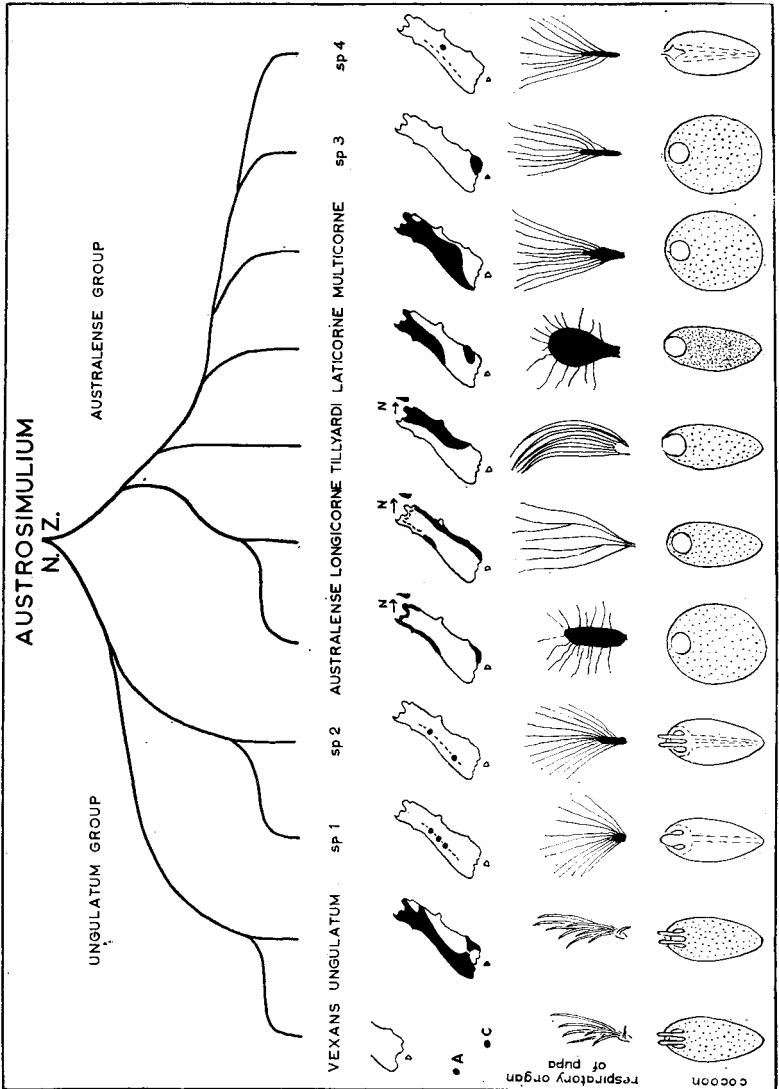 AUSTROSIMULIUM
N. Z.
UNGULATUM GROUP
AUSTRALENSE GROUP
VEXANS UNGULATUM sp 1 sp 2 AUSTRALENSE LONGICORNE TILLYARDI LATICORNE MULTICORNE sp 3 sp 4
N
N
N
A
C
respiratory organ
of pupa
cocoon